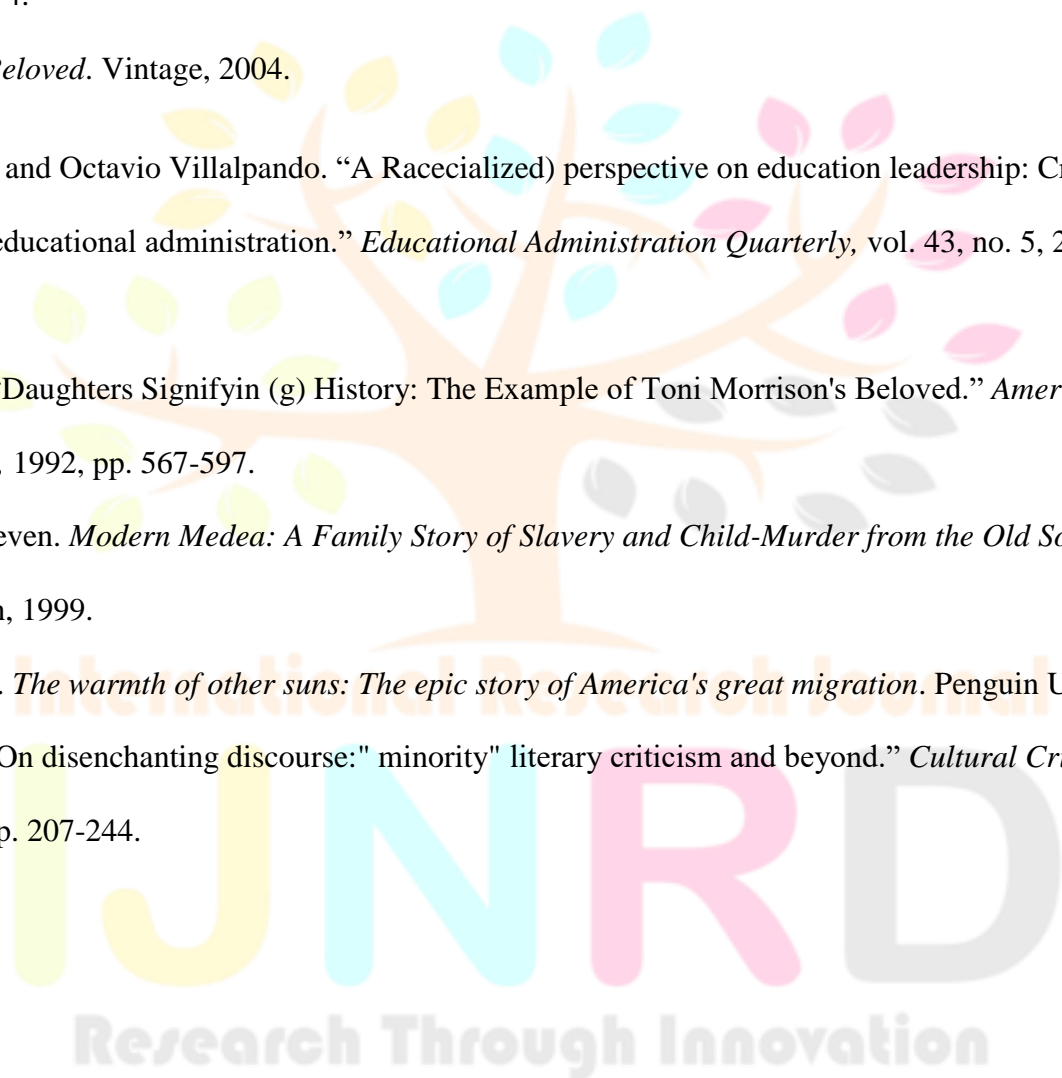 eloved. Vintage, 2004.
and Octavio Villalpando. “A Racecialized) perspective on education leadership: C
educational administration.” Educational Administration Quarterly, vol. 43, no. 5, 2
Daughters Signifyin (g) History: The Example of Toni Morrison's Beloved.” Amer
, 1992, pp. 567-597.
even. Modern Medea: A Family Story of Slavery and Child-Murder from the Old So
, 1999.
. The warmth of other suns: The epic story of America's great migration. Penguin U
On disenchanting discourse:" minority" literary criticism and beyond.” Cultural Cr
p. 207-244.
International Research Journal
IJNRD
Research Through Innovation